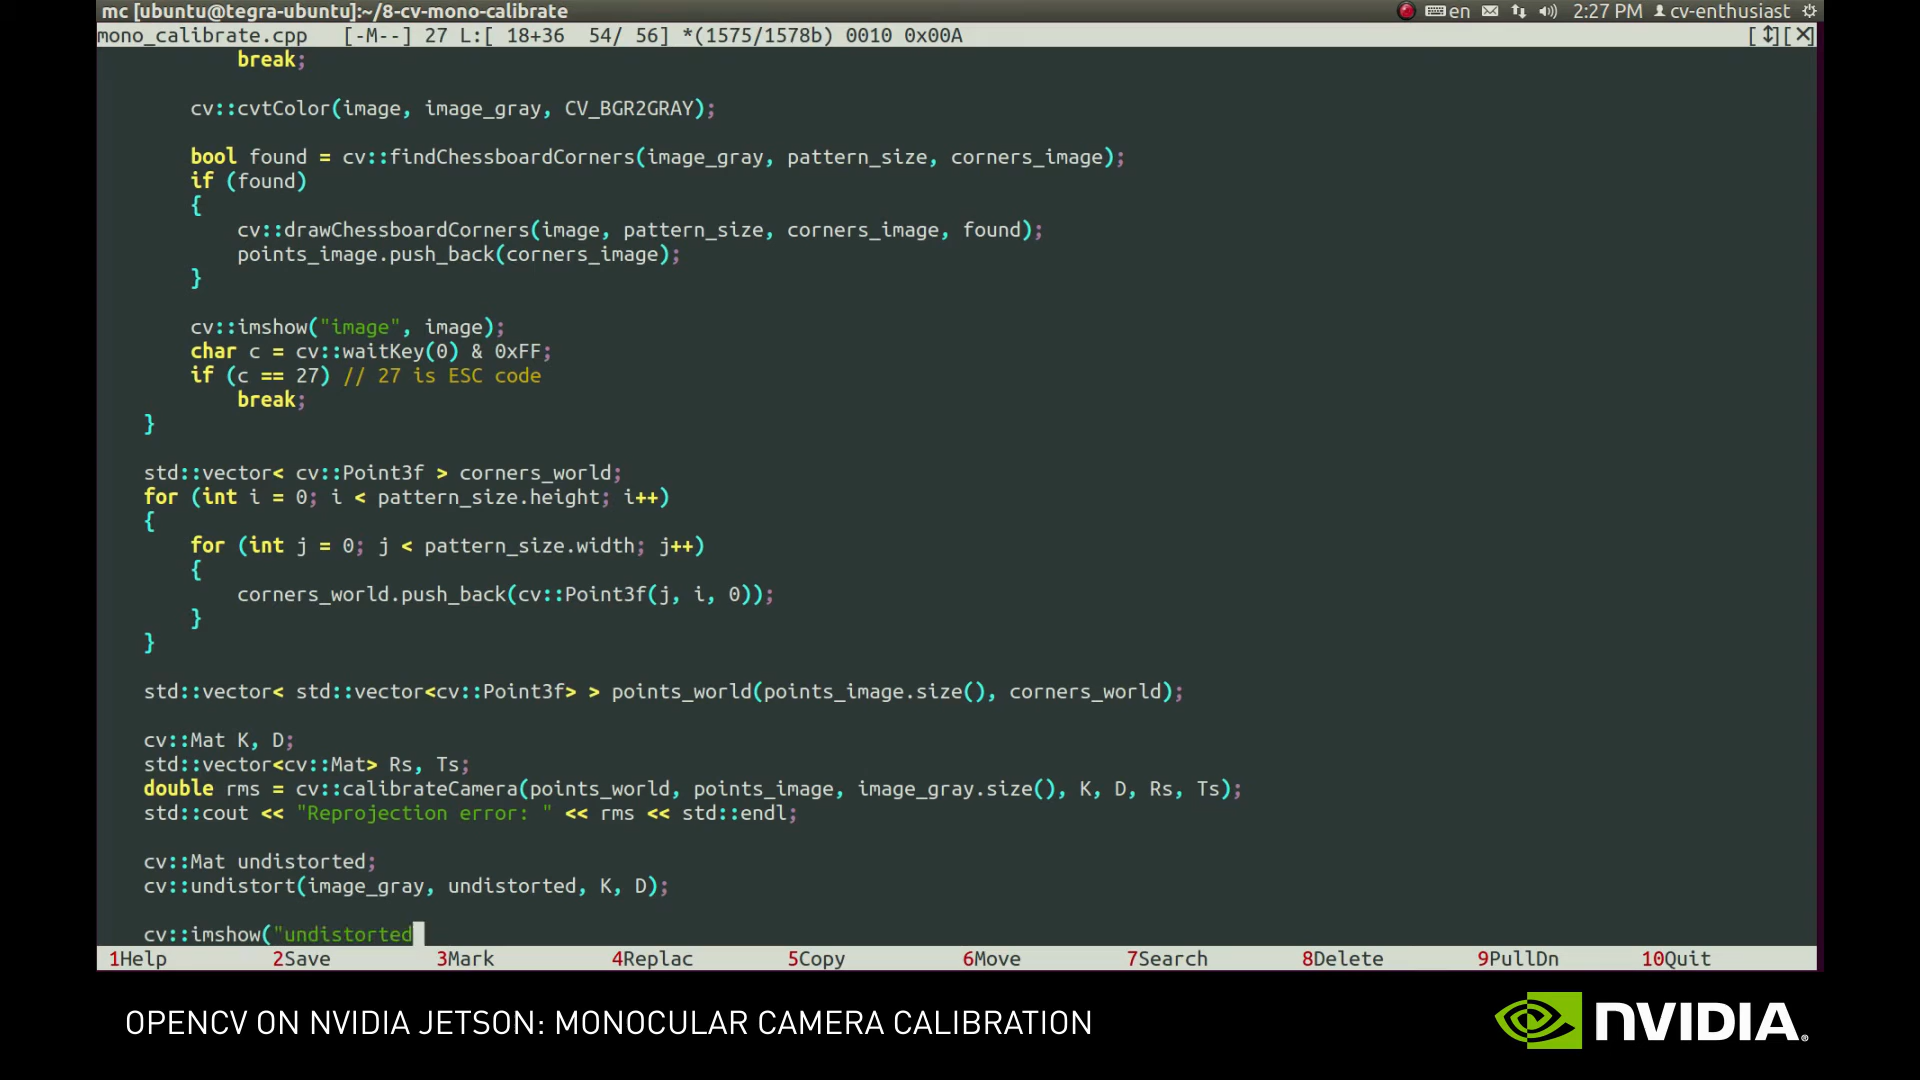 mc [ubuntu@tegra-ubuntu]:~/8-cv-mono-calibrate en 2:27 PM cv-enthusiast
mono_calibrate.cpp [-M--] 27 L:[ 18+36 54/ 56] *(1575/1578b) 0010 0x00A [↕][X]
break;
cv::cvtColor(image, image_gray, CV_BGR2GRAY);
bool found = cv::findChessboardCorners(image_gray, pattern_size, corners_image);
if (found)
{
cv::drawChessboardCorners(image, pattern_size, corners_image, found);
points_image.push_back(corners_image);
}
cv::imshow("image", image);
char c = cv::waitKey(0) & 0xFF;
if (c == 27) // 27 is ESC code
break;
}
std::vector< cv::Point3f > corners_world;
for (int i = 0; i < pattern_size.height; i++)
{
for (int j = 0; j < pattern_size.width; j++)
{
corners_world.push_back(cv::Point3f(j, i, 0));
}
}
std::vector< std::vector<cv::Point3f> > points_world(points_image.size(), corners_world);
cv::Mat K, D;
std::vector<cv::Mat> Rs, Ts;
double rms = cv::calibrateCamera(points_world, points_image, image_gray.size(), K, D, Rs, Ts);
std::cout << "Reprojection error: " << rms << std::endl;
cv::Mat undistorted;
cv::undistort(image_gray, undistorted, K, D);
cv::imshow("undistorted
1Help 2Save 3Mark 4Replac 5Copy 6Move 7Search 8Delete 9PullDn 10Quit
OPENCV ON NVIDIA JETSON: MONOCULAR CAMERA CALIBRATION
NVIDIA